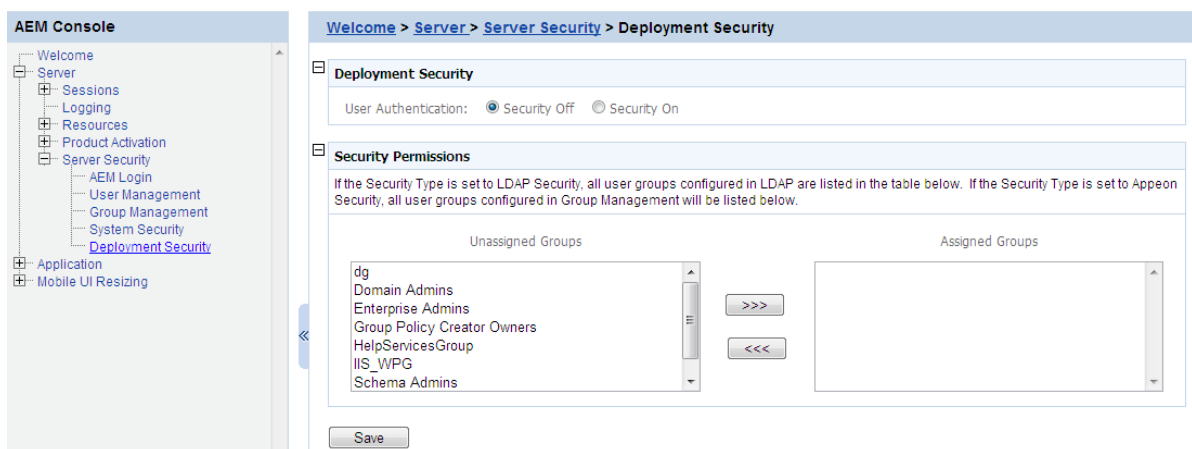 AEM Console
Welcome
Server
Sessions
Logging
Resources
Product Activation
Server Security
AEM Login
User Management
Group Management
System Security
Deployment Security
Application
Mobile UI Resizing
«
Welcome > Server > Server Security > Deployment Security
Deployment Security
User Authentication: Security Off Security On
Security Permissions
If the Security Type is set to LDAP Security, all user groups configured in LDAP are listed in the table below. If the Security Type is set to Appeon
Security, all user groups configured in Group Management will be listed below.
Unassigned Groups
dg
Domain Admins
Enterprise Admins
Group Policy Creator Owners
HelpServicesGroup
IIS_WPG
Schema Admins
>>>
<<<
Assigned Groups
Save